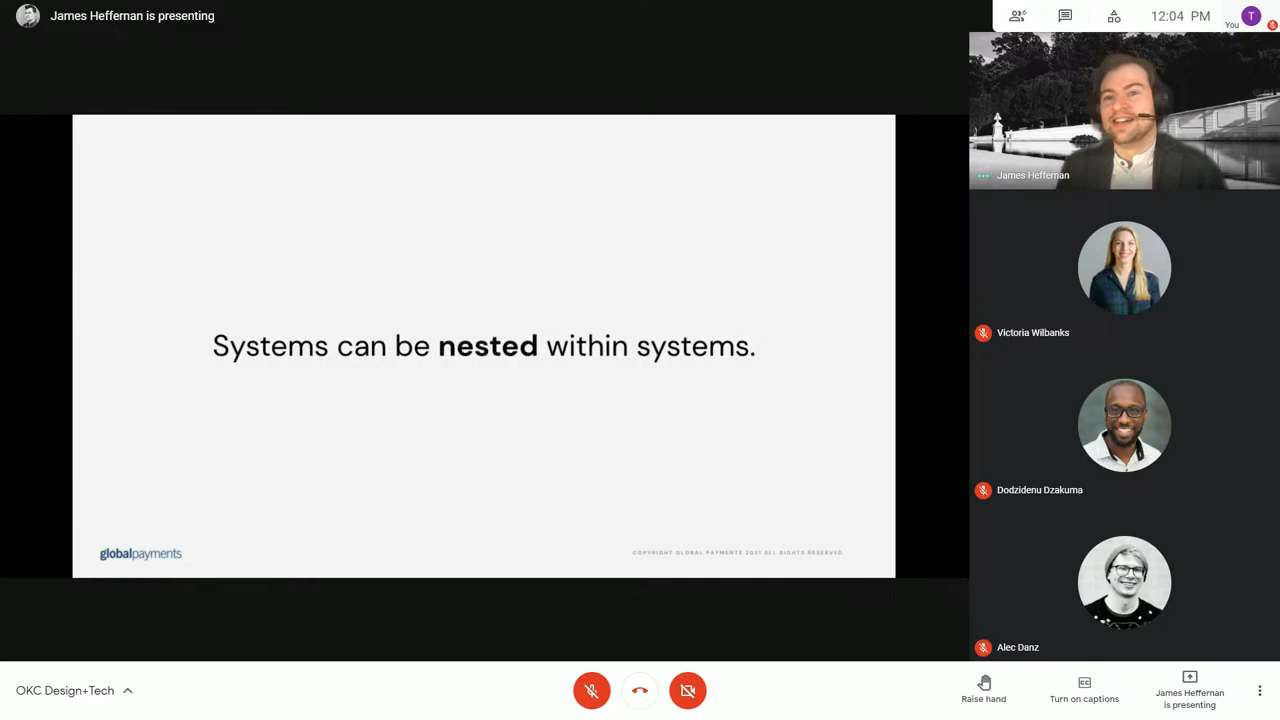 James Heffernan is presenting
6
12:04 PM
You
T
James Heffernan
Systems can be nested within systems.
Victoria Wilbanks
Dodzidenu Dzakuma
globalpayments
COPYRIGHT GLOBAL PAYMENTS 2021 ALL RIGHTS RESERVED
Alec Danz
OKC Design+Tech
Raise hand
CC
Turn on captions
James Heffernan
is presenting